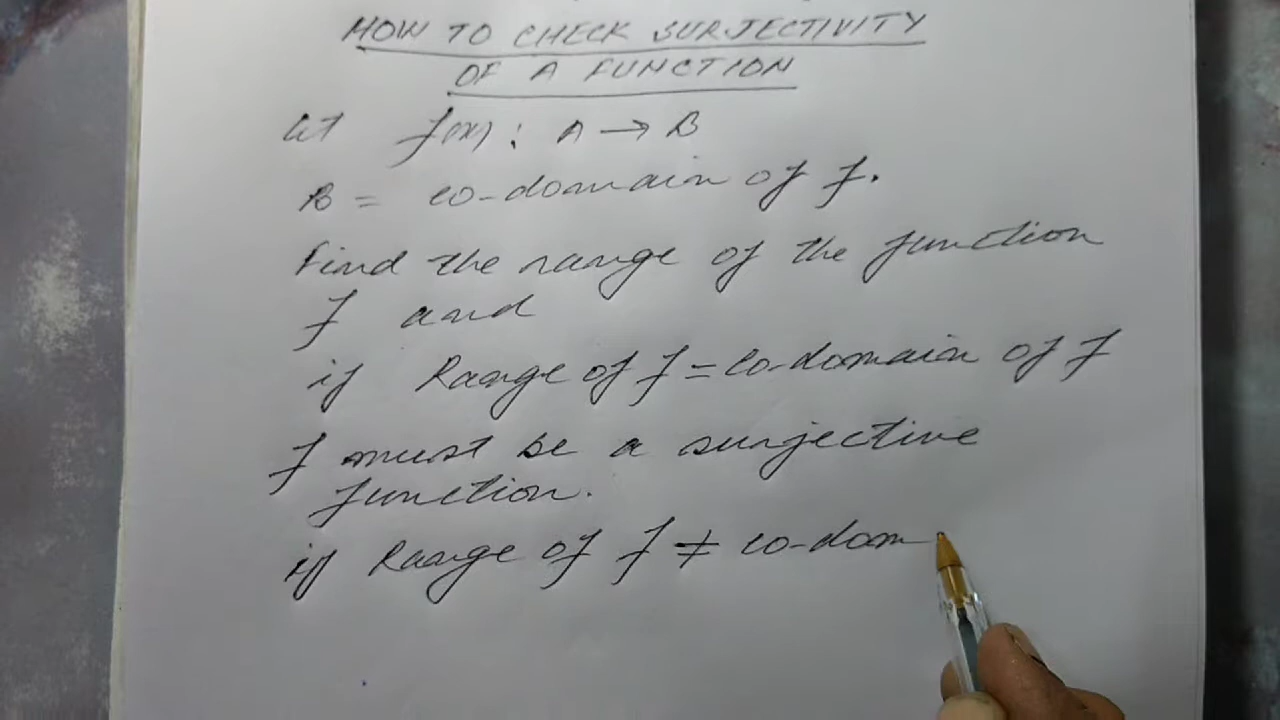 HOW TO CHECK SURJECTIVITY
OF A FUNCTION
Let f(x) : A → B
B = co-domain of f.
Find the range of the function
f and
if Range of f = co-domain of f
f must be a surjective
function.
if Range of f ≠ co-dom